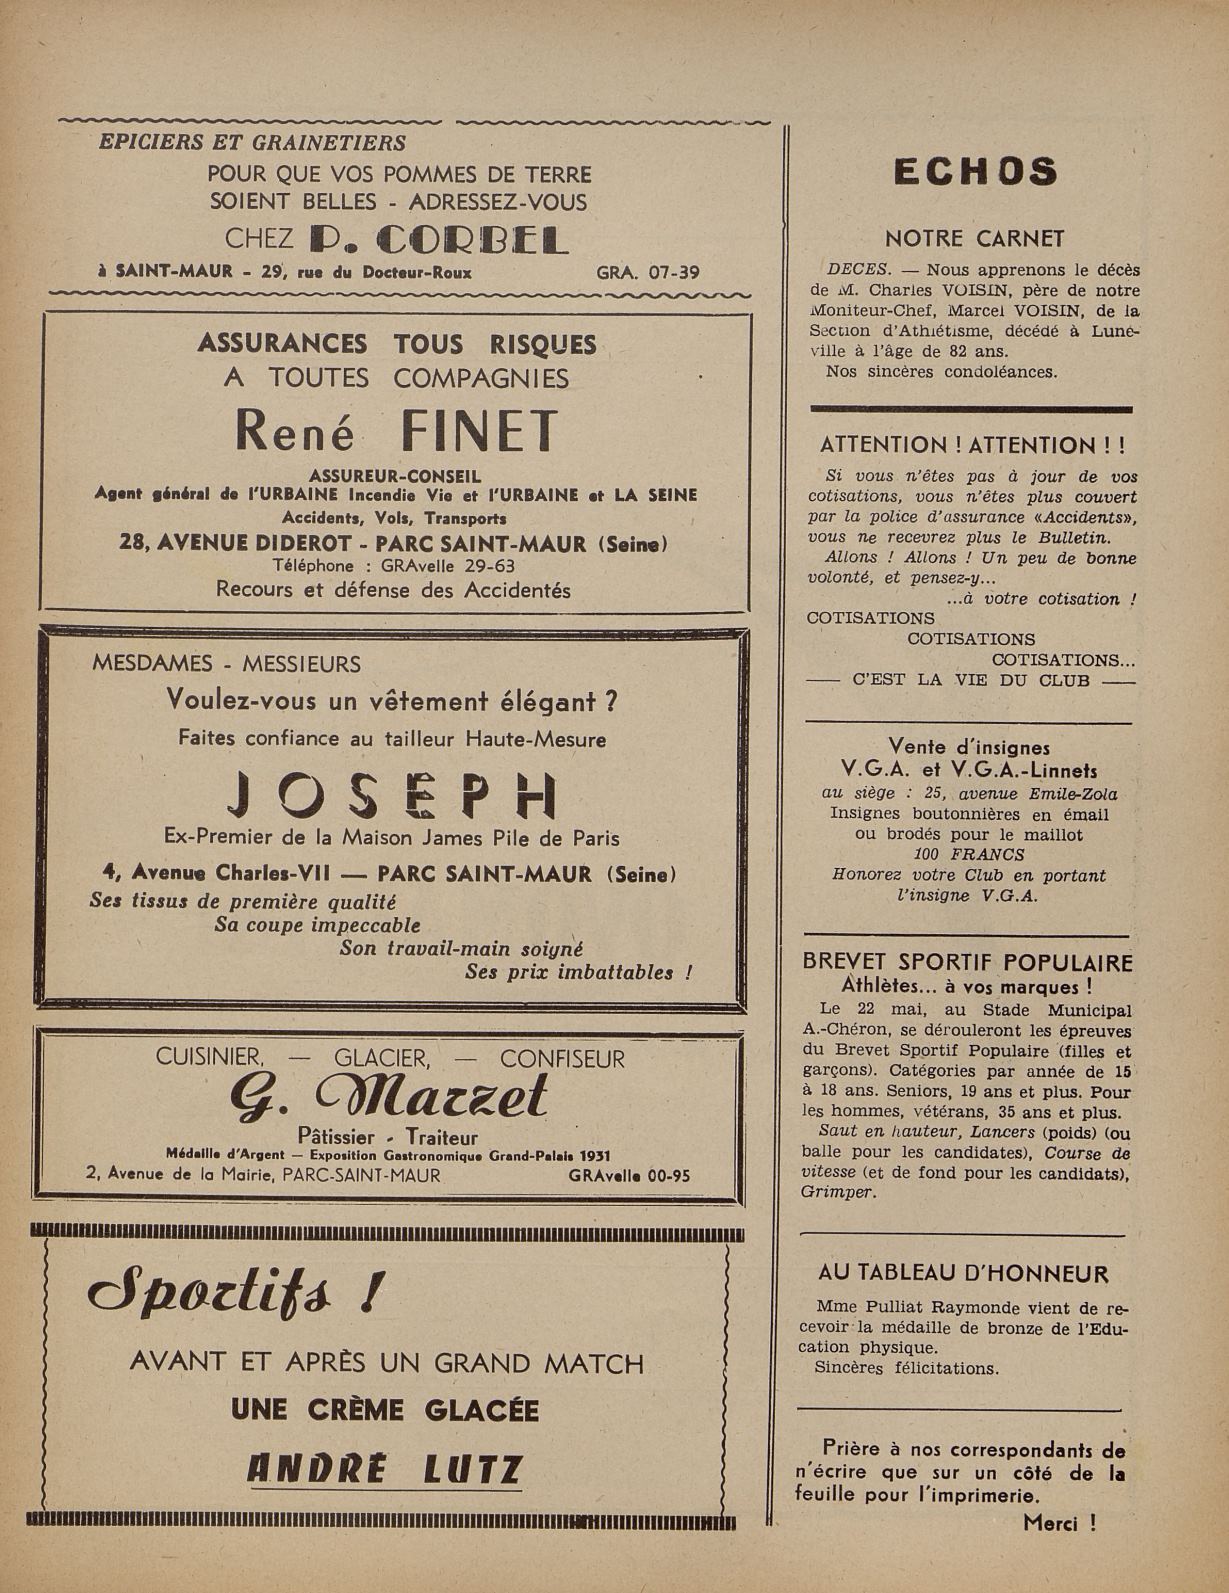 EPICIERS ET GRAINETIERS
POUR QUE VOS POMMES DE TERRE
SOIENT BELLES - ADRESSEZ-VOUS
CHEZ P. CORBEL
à SAINT-MAUR - 29, rue du Docteur-Roux GRA. 07-39
ASSURANCES TOUS RISQUES
A TOUTES COMPAGNIES
René FINET
ASSUREUR-CONSEIL
Agent général de l'URBAINE Incendie Vie et l'URBAINE et LA SEINE
Accidents, Vols, Transports
28, AVENUE DIDEROT - PARC SAINT-MAUR (Seine)
Téléphone : GRAvelle 29-63
Recours et défense des Accidentés
MESDAMES - MESSIEURS
Voulez-vous un vêtement élégant ?
Faites confiance au tailleur Haute-Mesure
JOSEPH
Ex-Premier de la Maison James Pile de Paris
4, Avenue Charles-VII — PARC SAINT-MAUR (Seine)
Ses tissus de première qualité
Sa coupe impeccable
Son travail-main soigné
Ses prix imbattables !
CUISINIER, — GLACIER, — CONFISEUR
G. Marzet
Pâtissier - Traiteur
Médaille d'Argent — Exposition Gastronomique Grand-Palais 1931
2, Avenue de la Mairie, PARC-SAINT-MAUR GRAvelle 00-95
Sportifs !
AVANT ET APRÈS UN GRAND MATCH
UNE CRÈME GLACÉE
ANDRÉ LUTZ
ECHOS
NOTRE CARNET
DECES. — Nous apprenons le décès
de M. Charles VOISIN, père de notre
Moniteur-Chef, Marcel VOISIN, de la
Section d'Athlétisme, décédé à Luné-
ville à l'âge de 82 ans.
Nos sincères condoléances.
ATTENTION ! ATTENTION ! !
Si vous n'êtes pas à jour de vos
cotisations, vous n'êtes plus couvert
par la police d'assurance «Accidents»,
vous ne recevrez plus le Bulletin.
Allons ! Allons ! Un peu de bonne
volonté, et pensez-y...
...à votre cotisation !
COTISATIONS
COTISATIONS
COTISATIONS...
— C'EST LA VIE DU CLUB —
Vente d'insignes
V.G.A. et V.G.A.-Linnets
au siège : 25, avenue Emile-Zola
Insignes boutonnières en émail
ou brodés pour le maillot
100 FRANCS
Honorez votre Club en portant
l'insigne V.G.A.
BREVET SPORTIF POPULAIRE
Athlètes... à vos marques !
Le 22 mai, au Stade Municipal
A.-Chéron, se dérouleront les épreuves
du Brevet Sportif Populaire (filles et
garçons). Catégories par année de 15
à 18 ans. Seniors, 19 ans et plus. Pour
les hommes, vétérans, 35 ans et plus.
Saut en hauteur, Lancers (poids) (ou
balle pour les candidates), Course de
vitesse (et de fond pour les candidats),
Grimper.
AU TABLEAU D'HONNEUR
Mme Pulliat Raymonde vient de re-
cevoir la médaille de bronze de l'Edu-
cation physique.
Sincères félicitations.
Prière à nos correspondants de
n'écrire que sur un côté de la
feuille pour l'imprimerie.
Merci !